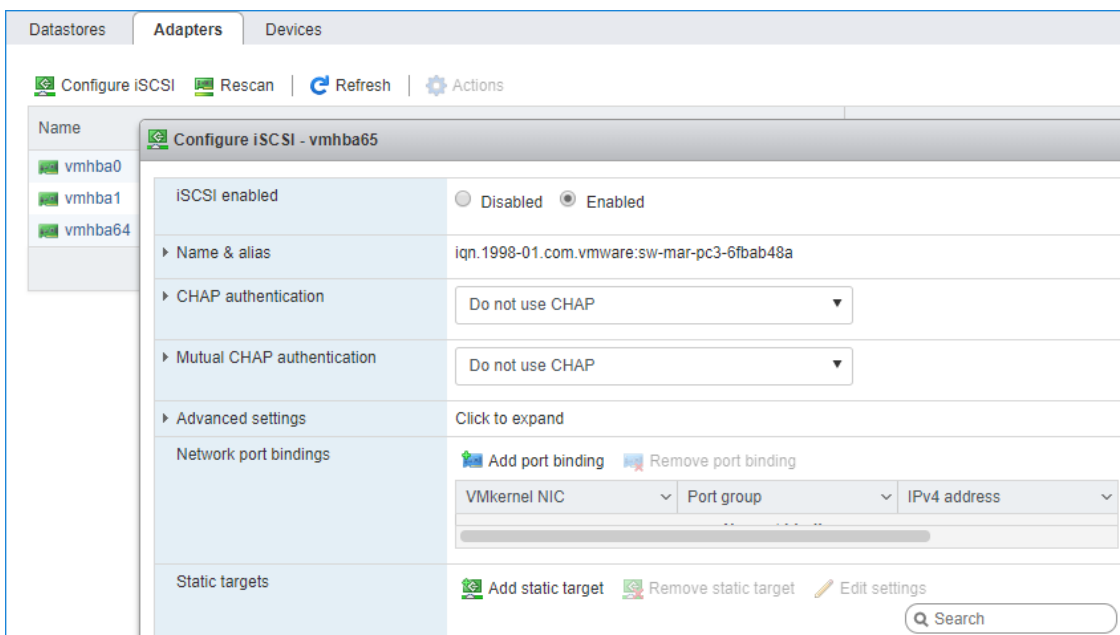 Datastores Adapters Devices
Configure iSCSI Rescan Refresh Actions
Name
Configure iSCSI - vmhba65
vmhba0
vmhba1
vmhba64
iSCSI enabled Disabled Enabled
Name & alias iqn.1998-01.com.vmware:sw-mar-pc3-6fbab48a
CHAP authentication Do not use CHAP
Mutual CHAP authentication Do not use CHAP
Advanced settings Click to expand
Network port bindings Add port binding Remove port binding
VMkernel NIC Port group IPv4 address
Static targets Add static target Remove static target Edit settings
Search